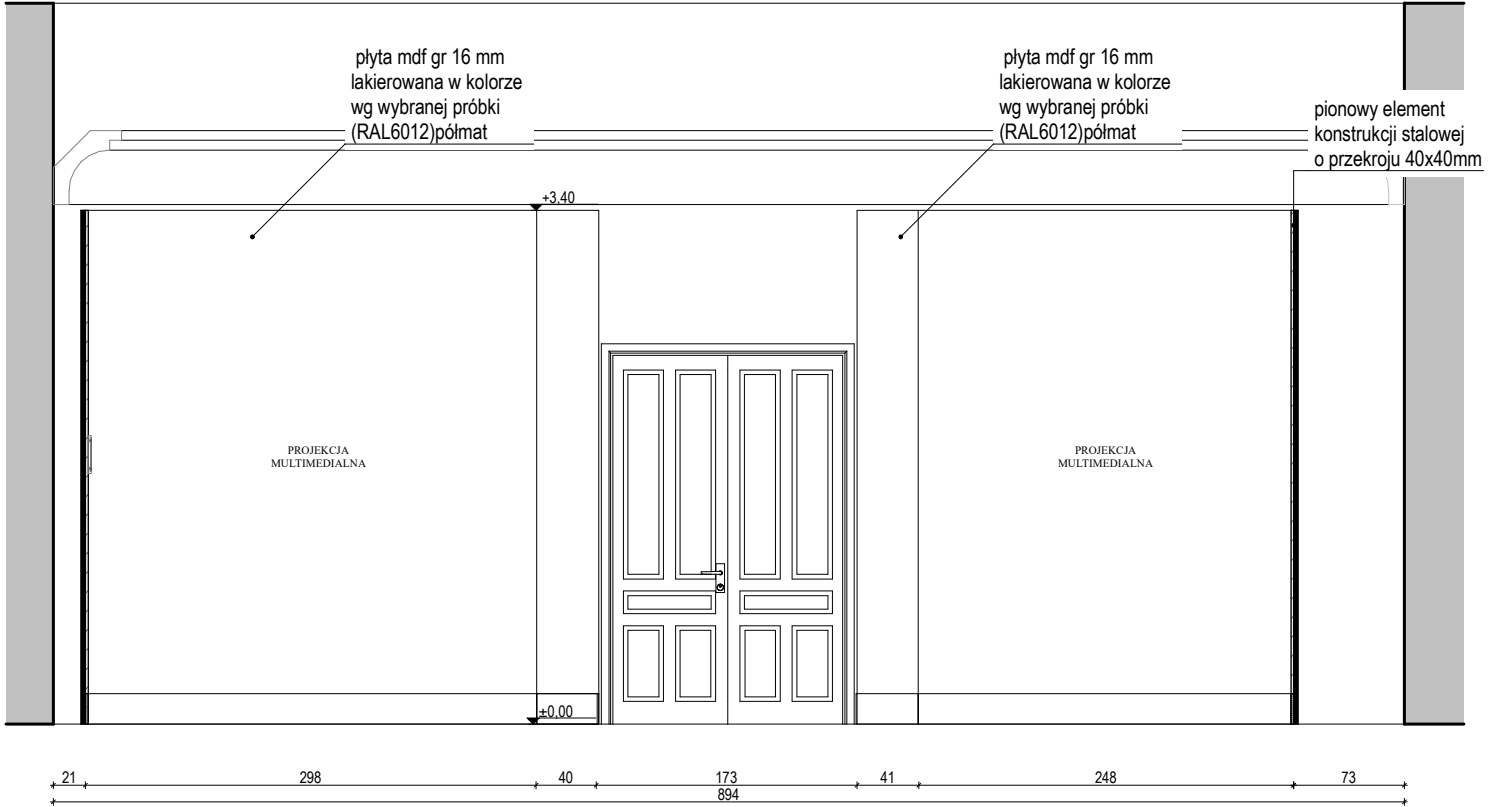 płyta mdf gr 16 mm
lakierowana w kolorze
wg wybranej próbki
(RAL6012)półmat
płyta mdf gr 16 mm
lakierowana w kolorze
wg wybranej próbki
(RAL6012)półmat
pionowy element
konstrukcji stalowej
o przekroju 40x40mm
+3,40
PROJEKCJA
MULTIMEDIALNA
PROJEKCJA
MULTIMEDIALNA
±0,00
21 298 40 173 41 248 73
894